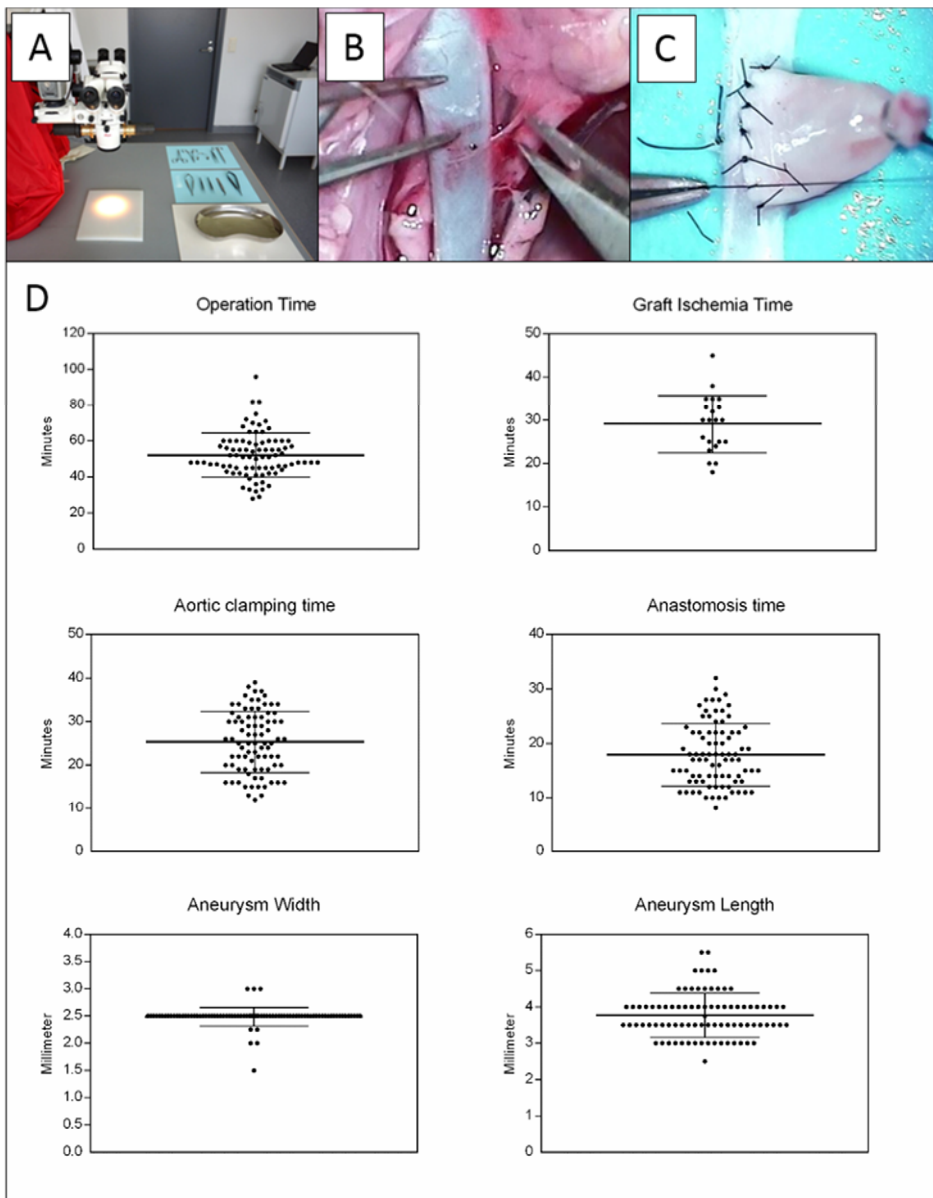 A
B
C
D
Operation Time
Minutes
120
100
80
60
40
20
0
Graft Ischemia Time
Minutes
50
40
30
20
10
0
Aortic clamping time
Minutes
50
40
30
20
10
0
Anastomosis time
Minutes
40
30
20
10
0
Aneurysm Width
Millimeter
4.0
3.5
3.0
2.5
2.0
1.5
1.0
0.5
0.0
Aneurysm Length
Millimeter
6
5
4
3
2
1
0